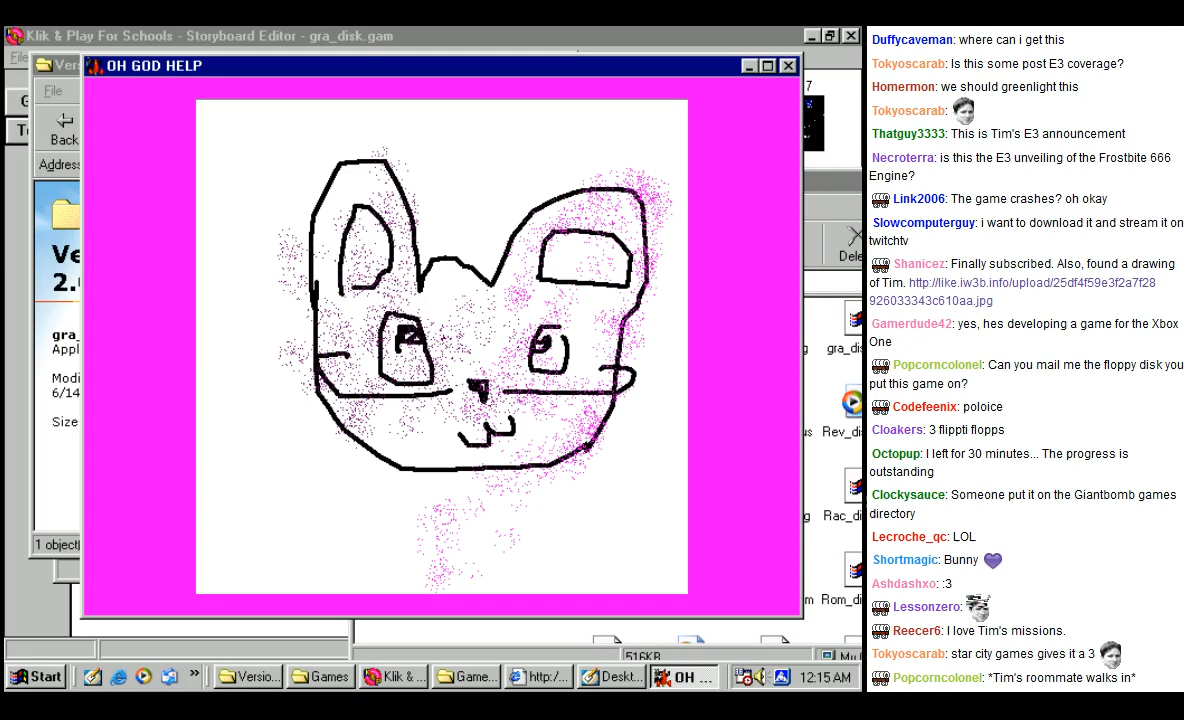 Klik & Play For Schools - Storyboard Editor - gra_disk.gam
File
Vers
OH GOD HELP
File
Back
Address
Ve
2.
gra_
Appl
Modi
6/14
Size
1 object
7
Dele
gra_dis
Rev_di
Rac_di
Rom_di
516KB
Start
»
Versio...
Games
Klik & ...
Game...
http:/...
Deskt...
OH ...
12:15 AM
Duffycaveman: where can i get this
Tokyoscarab: Is this some post E3 coverage?
Homermon: we should greenlight this
Tokyoscarab:
Thatguy3333: This is Tim's E3 announcement
Necroterra: is this the E3 unveiling of the Frostbite 666
Engine?
Link2006: The game crashes? oh okay
Slowcomputerguy: i want to download it and stream it on
twitchtv
Shanicez: Finally subscribed. Also, found a drawing
of Tim. http://like.iw3b.info/upload/25df4f59e3f2a7f28
926033343c610aa.jpg
Gamerdude42: yes, hes developing a game for the Xbox
One
Popcorncolonel: Can you mail me the floppy disk you
put this game on?
Codefeenix: poloice
Cloakers: 3 flippti flopps
Octopup: I left for 30 minutes... The progress is
outstanding
Clockysauce: Someone put it on the Giantbomb games
directory
Lecroche_qc: LOL
Shortmagic: Bunny 💜
Ashdashxo: :3
Lessonzero:
Reecer6: I love Tim's missions.
Tokyoscarab: star city games gives it a 3
Popcorncolonel: *Tim's roommate walks in*